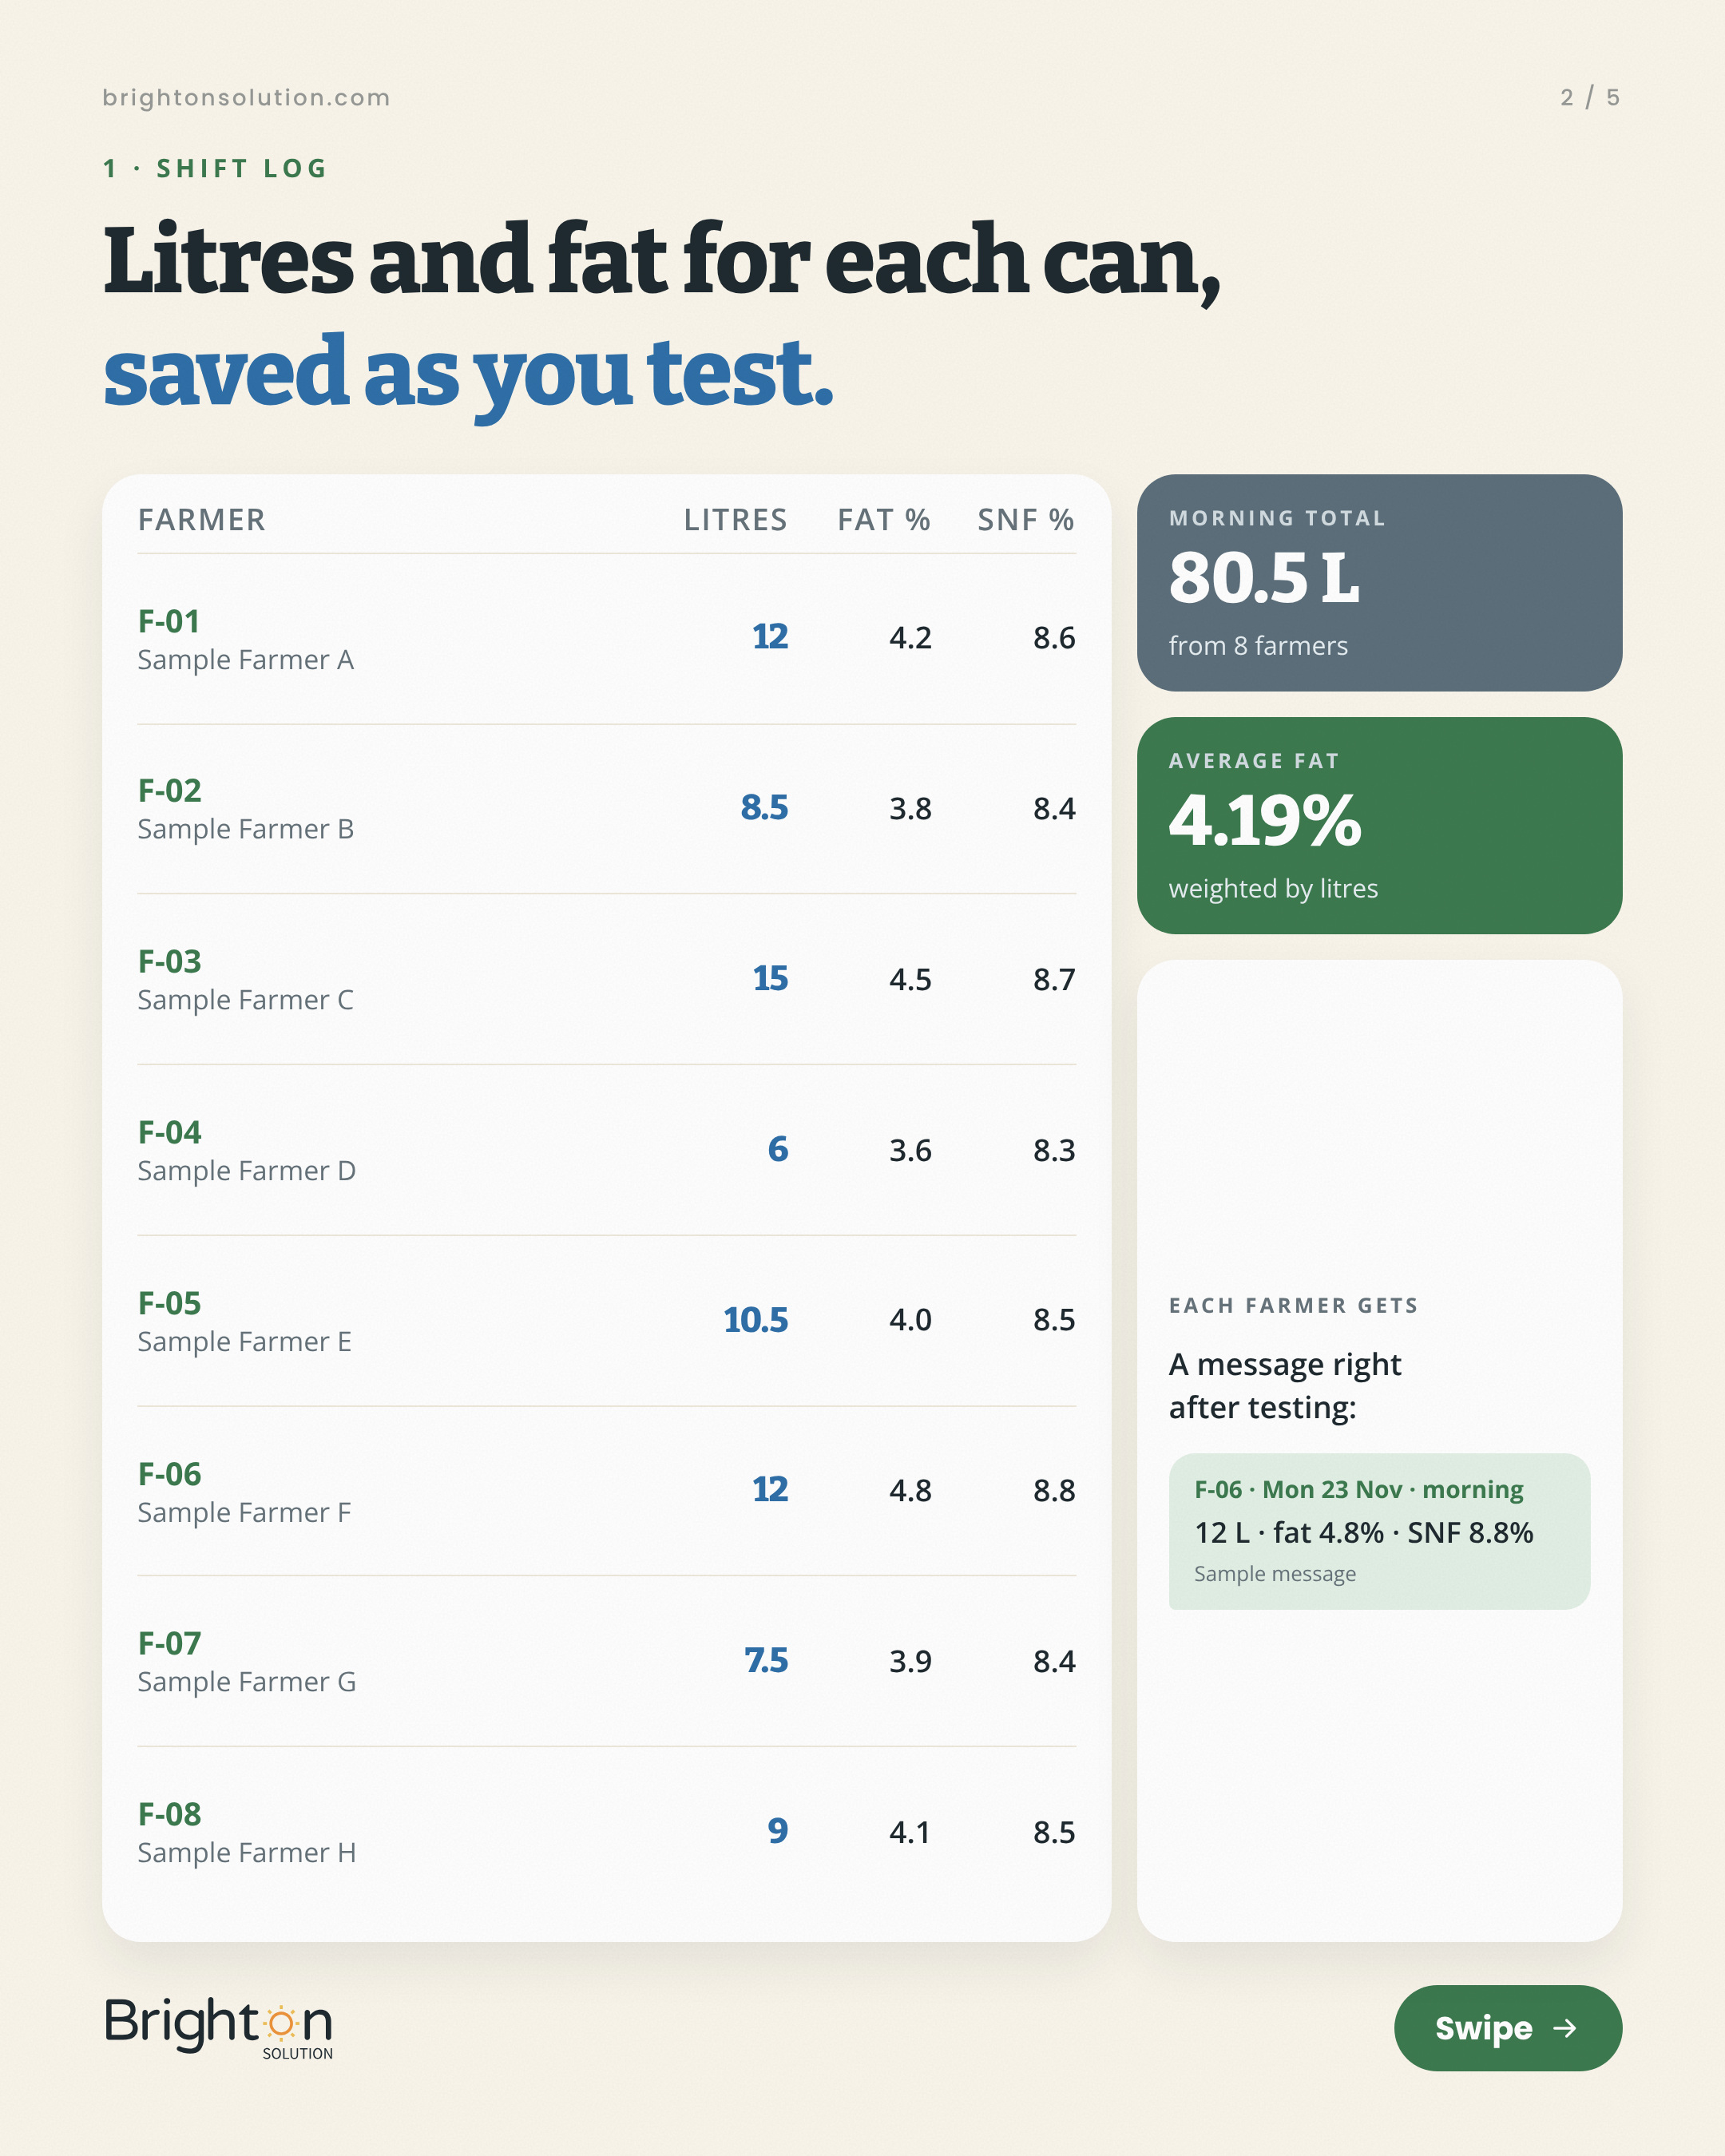 brightonsolution.com
2 / 5
1 · SHIFT LOG
Litres and fat for each can,
saved as you test.
FARMER LITRES FAT % SNF %
F-01
Sample Farmer A
12 4.2 8.6
F-02
Sample Farmer B
8.5 3.8 8.4
F-03
Sample Farmer C
15 4.5 8.7
F-04
Sample Farmer D
6 3.6 8.3
F-05
Sample Farmer E
10.5 4.0 8.5
F-06
Sample Farmer F
12 4.8 8.8
F-07
Sample Farmer G
7.5 3.9 8.4
F-08
Sample Farmer H
9 4.1 8.5
MORNING TOTAL
80.5 L
from 8 farmers
AVERAGE FAT
4.19%
weighted by litres
EACH FARMER GETS
A message right
after testing:
F-06 · Mon 23 Nov · morning
12 L · fat 4.8% · SNF 8.8%
Sample message
Brighton
SOLUTION
Swipe →